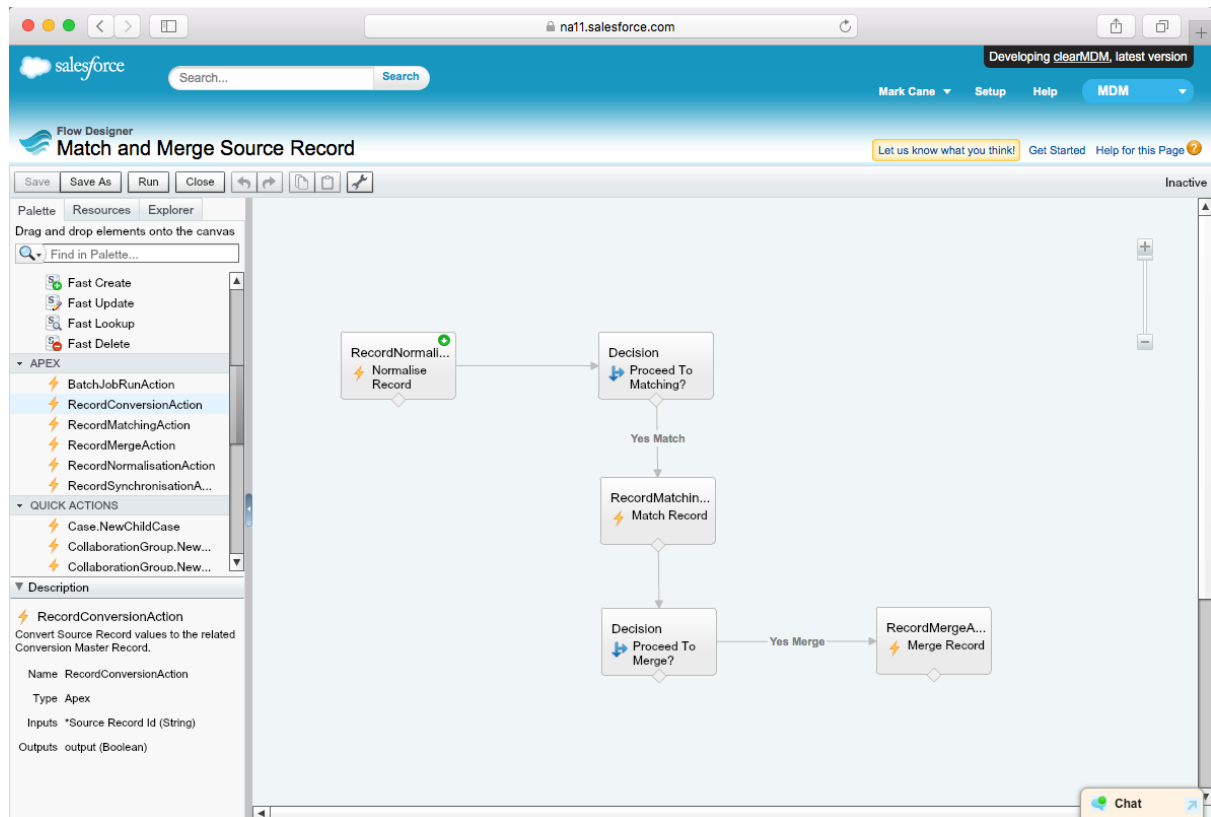 na11.salesforce.com
salesforce
Search...
Search
Developing clearMDM, latest version
Mark Cane
Setup
Help
MDM
Flow Designer
Match and Merge Source Record
Let us know what you think!
Get Started
Help for this Page
Save
Save As
Run
Close
Inactive
Palette
Resources
Explorer
Drag and drop elements onto the canvas
Find in Palette...
Fast Create
Fast Update
Fast Lookup
Fast Delete
APEX
BatchJobRunAction
RecordConversionAction
RecordMatchingAction
RecordMergeAction
RecordNormalisationAction
RecordSynchronisationA...
QUICK ACTIONS
Case.NewChildCase
CollaborationGroup.New...
CollaborationGroup.New...
Description
RecordConversionAction
Convert Source Record values to the related
Conversion Master Record.
Name RecordConversionAction
Type Apex
Inputs *Source Record Id (String)
Outputs output (Boolean)
RecordNormali...
Normalise
Record
Decision
Proceed To
Matching?
Yes Match
RecordMatchin...
Match Record
Decision
Proceed To
Merge?
Yes Merge
RecordMergeA...
Merge Record
Chat